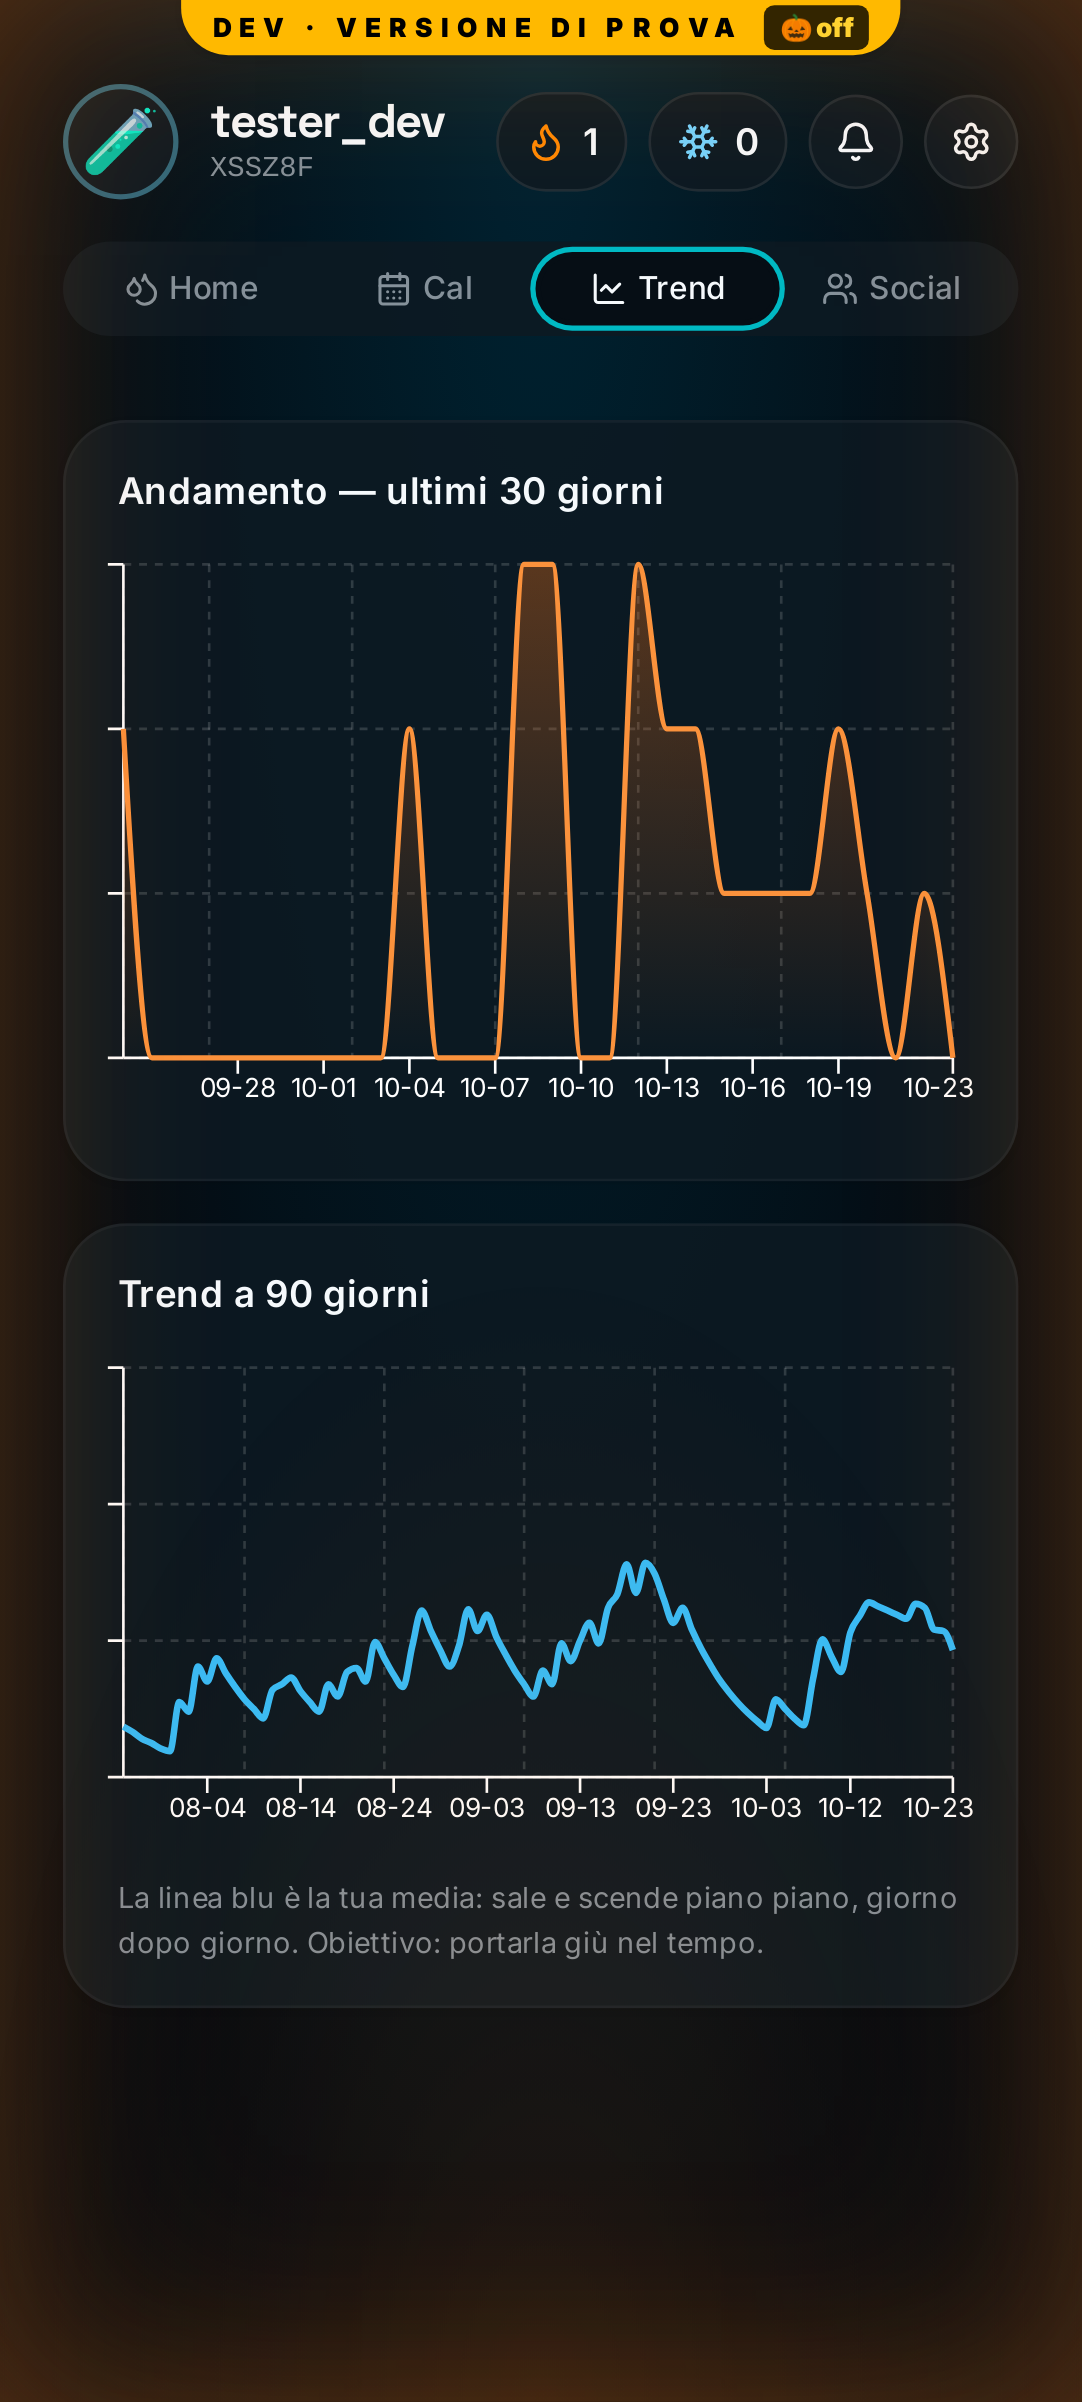 DEV · VERSIONE DI PROVA 🎃 off
tester_dev
XSSZ8F
1
0
Home
Cal
Trend
Social
Andamento — ultimi 30 giorni
09-28 10-01 10-04 10-07 10-10 10-13 10-16 10-19 10-23
Trend a 90 giorni
08-04 08-14 08-24 09-03 09-13 09-23 10-03 10-12 10-23
La linea blu è la tua media: sale e scende piano piano, giorno
dopo giorno. Obiettivo: portarla giù nel tempo.